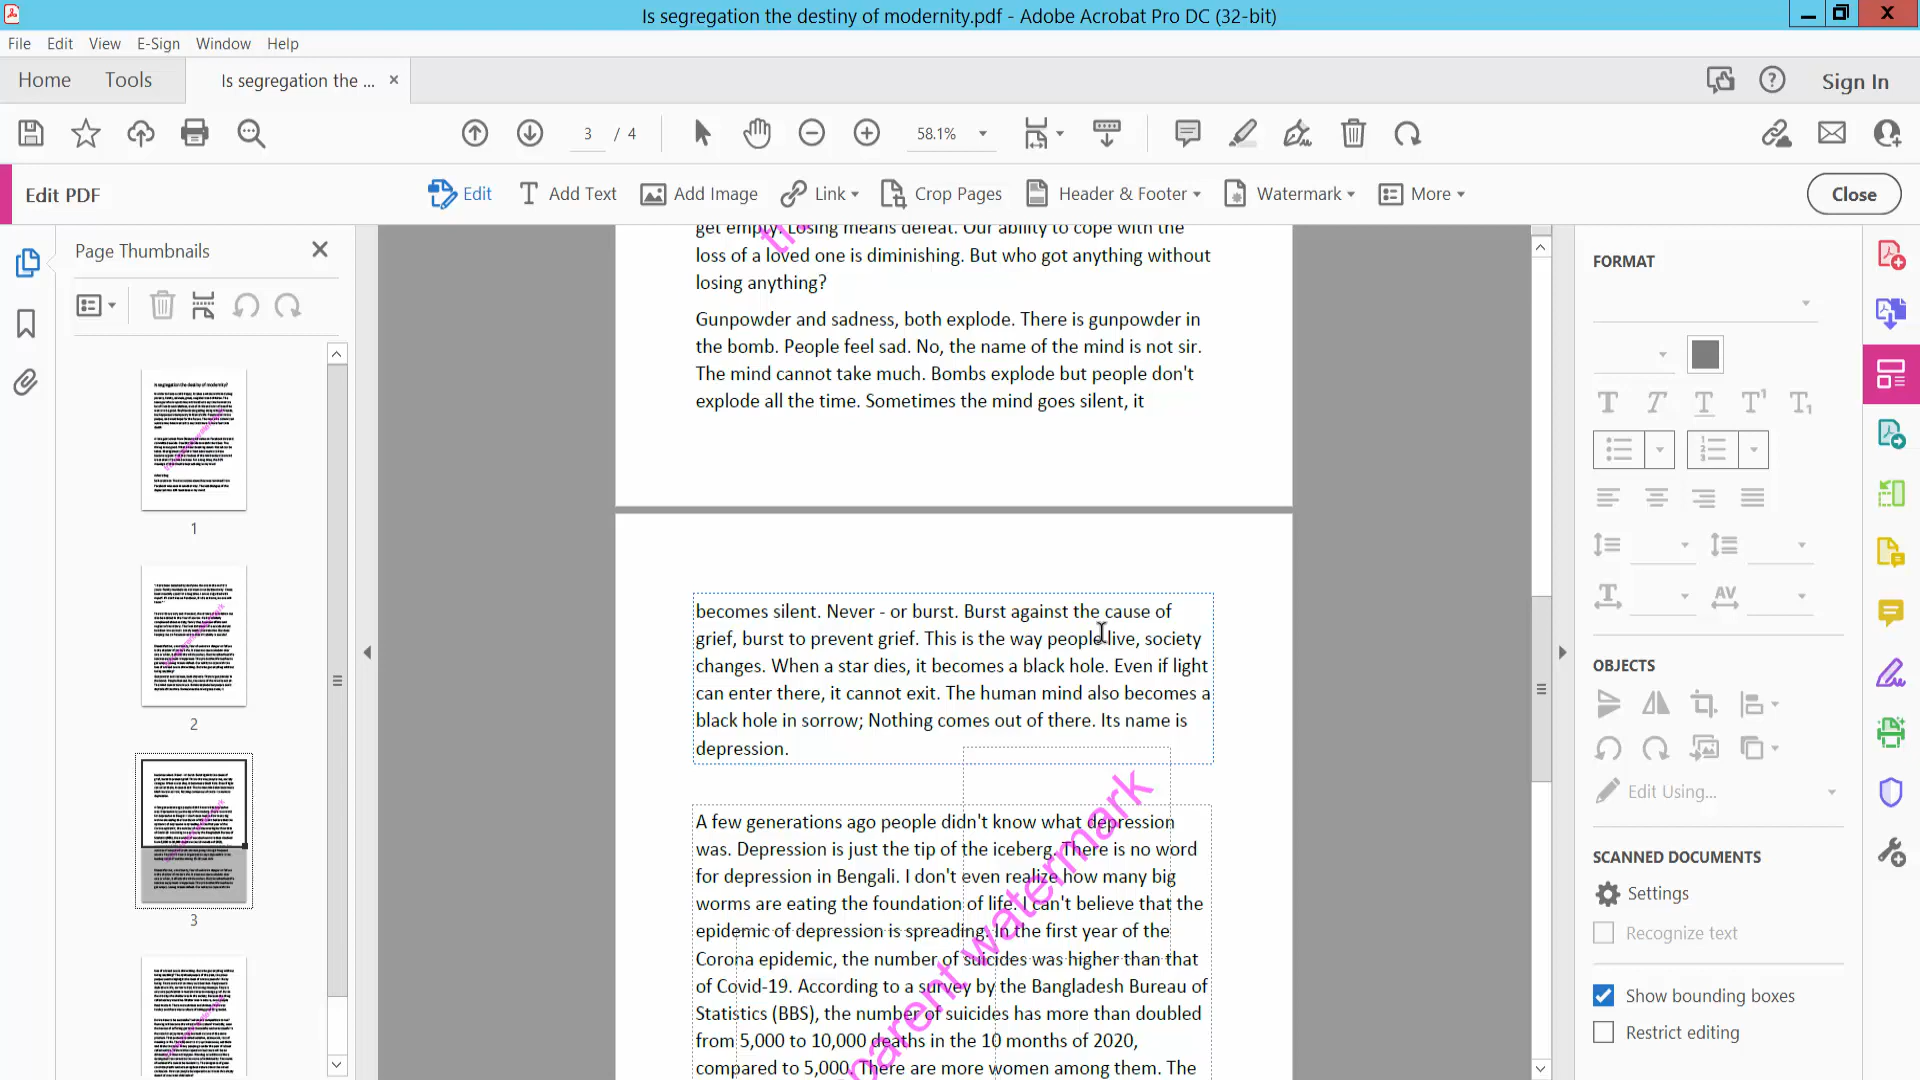 Is segregation the destiny of modernity.pdf - Adobe Acrobat Pro DC (32-bit)
File Edit View E-Sign Window Help
Home Tools Is segregation the ... × Sign In
3 / 4 58.1%
Edit PDF Edit Add Text Add Image Link Crop Pages Header & Footer Watermark More Close
Page Thumbnails
1
2
3
get empty. Losing means defeat. Our ability to cope with the
loss of a loved one is diminishing. But who got anything without
losing anything?
Gunpowder and sadness, both explode. There is gunpowder in
the bomb. People feel sad. No, the name of the mind is not sir.
The mind cannot take much. Bombs explode but people don't
explode all the time. Sometimes the mind goes silent, it
becomes silent. Never - or burst. Burst against the cause of
grief, burst to prevent grief. This is the way people live, society
changes. When a star dies, it becomes a black hole. Even if light
can enter there, it cannot exit. The human mind also becomes a
black hole in sorrow; Nothing comes out of there. Its name is
depression.
A few generations ago people didn't know what depression
was. Depression is just the tip of the iceberg. There is no word
for depression in Bengali. I don't even realize how many big
worms are eating the foundation of life. I can't believe that the
epidemic of depression is spreading. In the first year of the
Corona epidemic, the number of suicides was higher than that
of Covid-19. According to a survey by the Bangladesh Bureau of
Statistics (BBS), the number of suicides has more than doubled
from 5,000 to 10,000 deaths in the 10 months of 2020,
compared to 5,000. There are more women among them. The
parent watermark
FORMAT
OBJECTS
Edit Using...
SCANNED DOCUMENTS
Settings
Recognize text
Show bounding boxes
Restrict editing